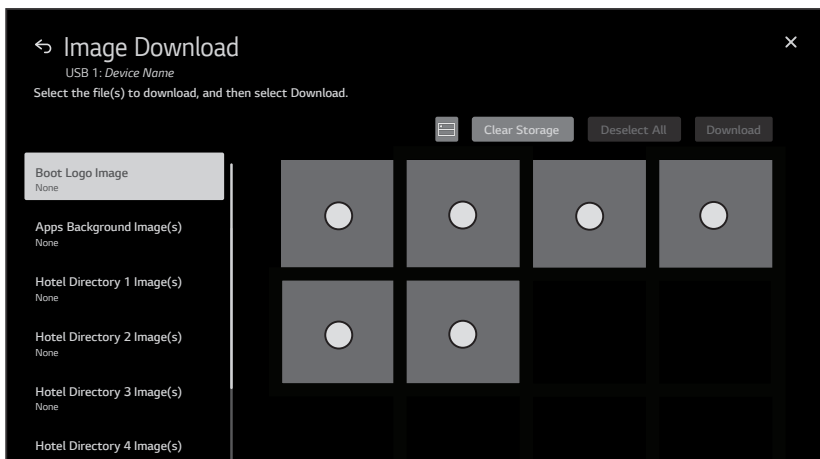 Image Download
USB 1: Device Name
Select the file(s) to download, and then select Download.
Clear Storage
Deselect All
Download
Boot Logo Image
None
Apps Background Image(s)
None
Hotel Directory 1 Image(s)
None
Hotel Directory 2 Image(s)
None
Hotel Directory 3 Image(s)
None
Hotel Directory 4 Image(s)